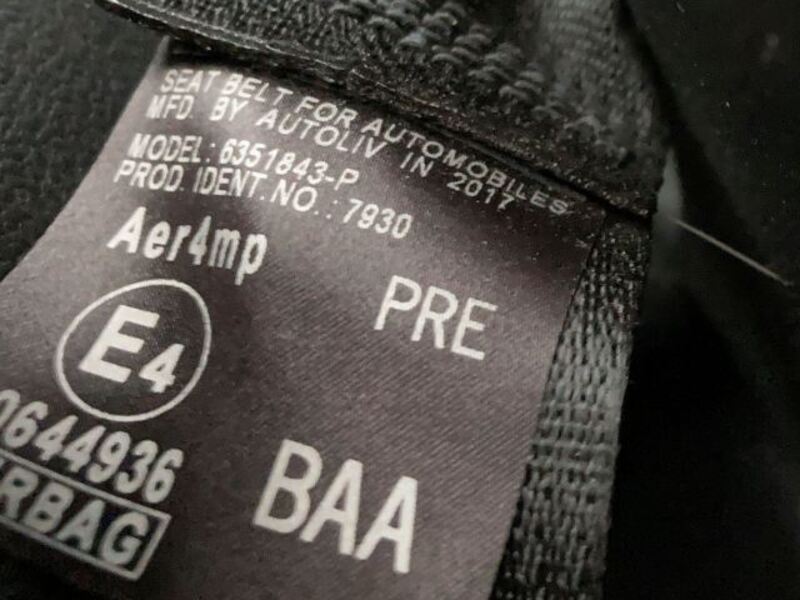 SEAT BELT FOR AUTOMOBILES
MFD. BY AUTOLIV IN 2017
MODEL: 6351843-P
PROD. IDENT.NO.: 7930
Aer4mp
PRE
E4
0644936
BAA
RBAG